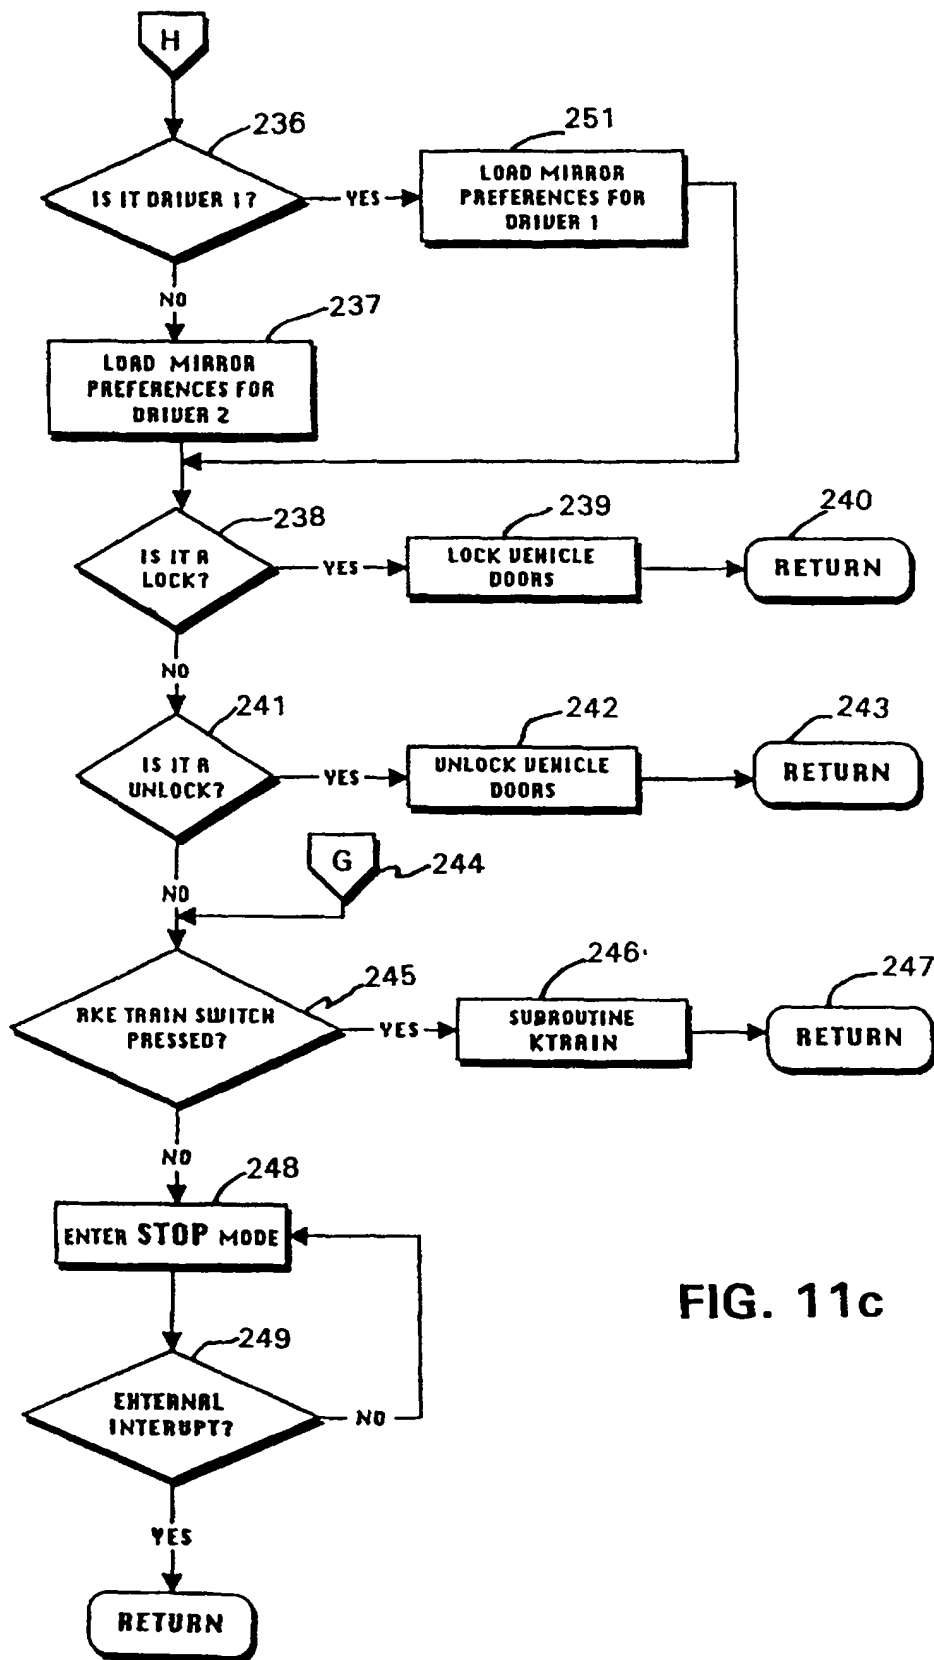 H
236
251
IS IT DRIVER 1?
YES
LOAD MIRROR
PREFERENCES FOR
DRIVER 1
NO
237
LOAD MIRROR
PREFERENCES FOR
DRIVER 2
238
239
240
IS IT A
LOCK?
YES
LOCK VEHICLE
DOORS
RETURN
NO
241
242
243
IS IT A
UNLOCK?
YES
UNLOCK VEHICLE
DOORS
RETURN
G
244
NO
245
246
247
RKE TRAIN SWITCH
PRESSED?
YES
SUBROUTINE
KTRAIN
RETURN
NO
248
ENTER STOP MODE
FIG. 11c
249
EXTERNAL
INTERUPT?
NO
YES
RETURN